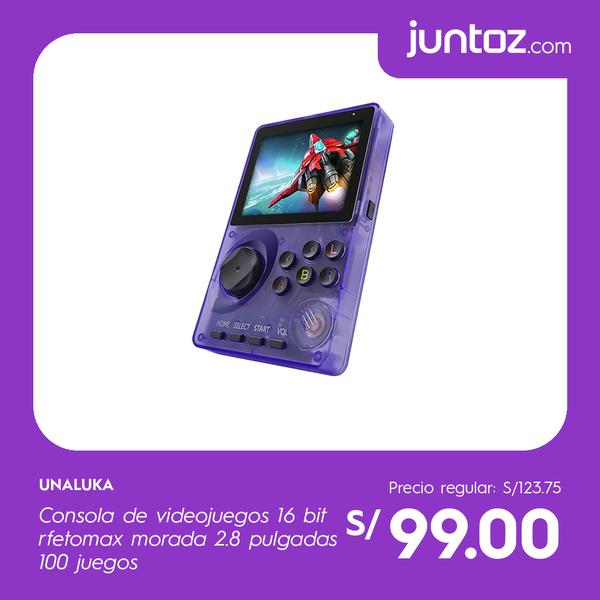 juntoz.com
L
B
HOME SELECT START VOL
UNALUKA
Precio regular: S/123.75
Consola de videojuegos 16 bit
rfetomax morada 2.8 pulgadas
100 juegos
S/99.00